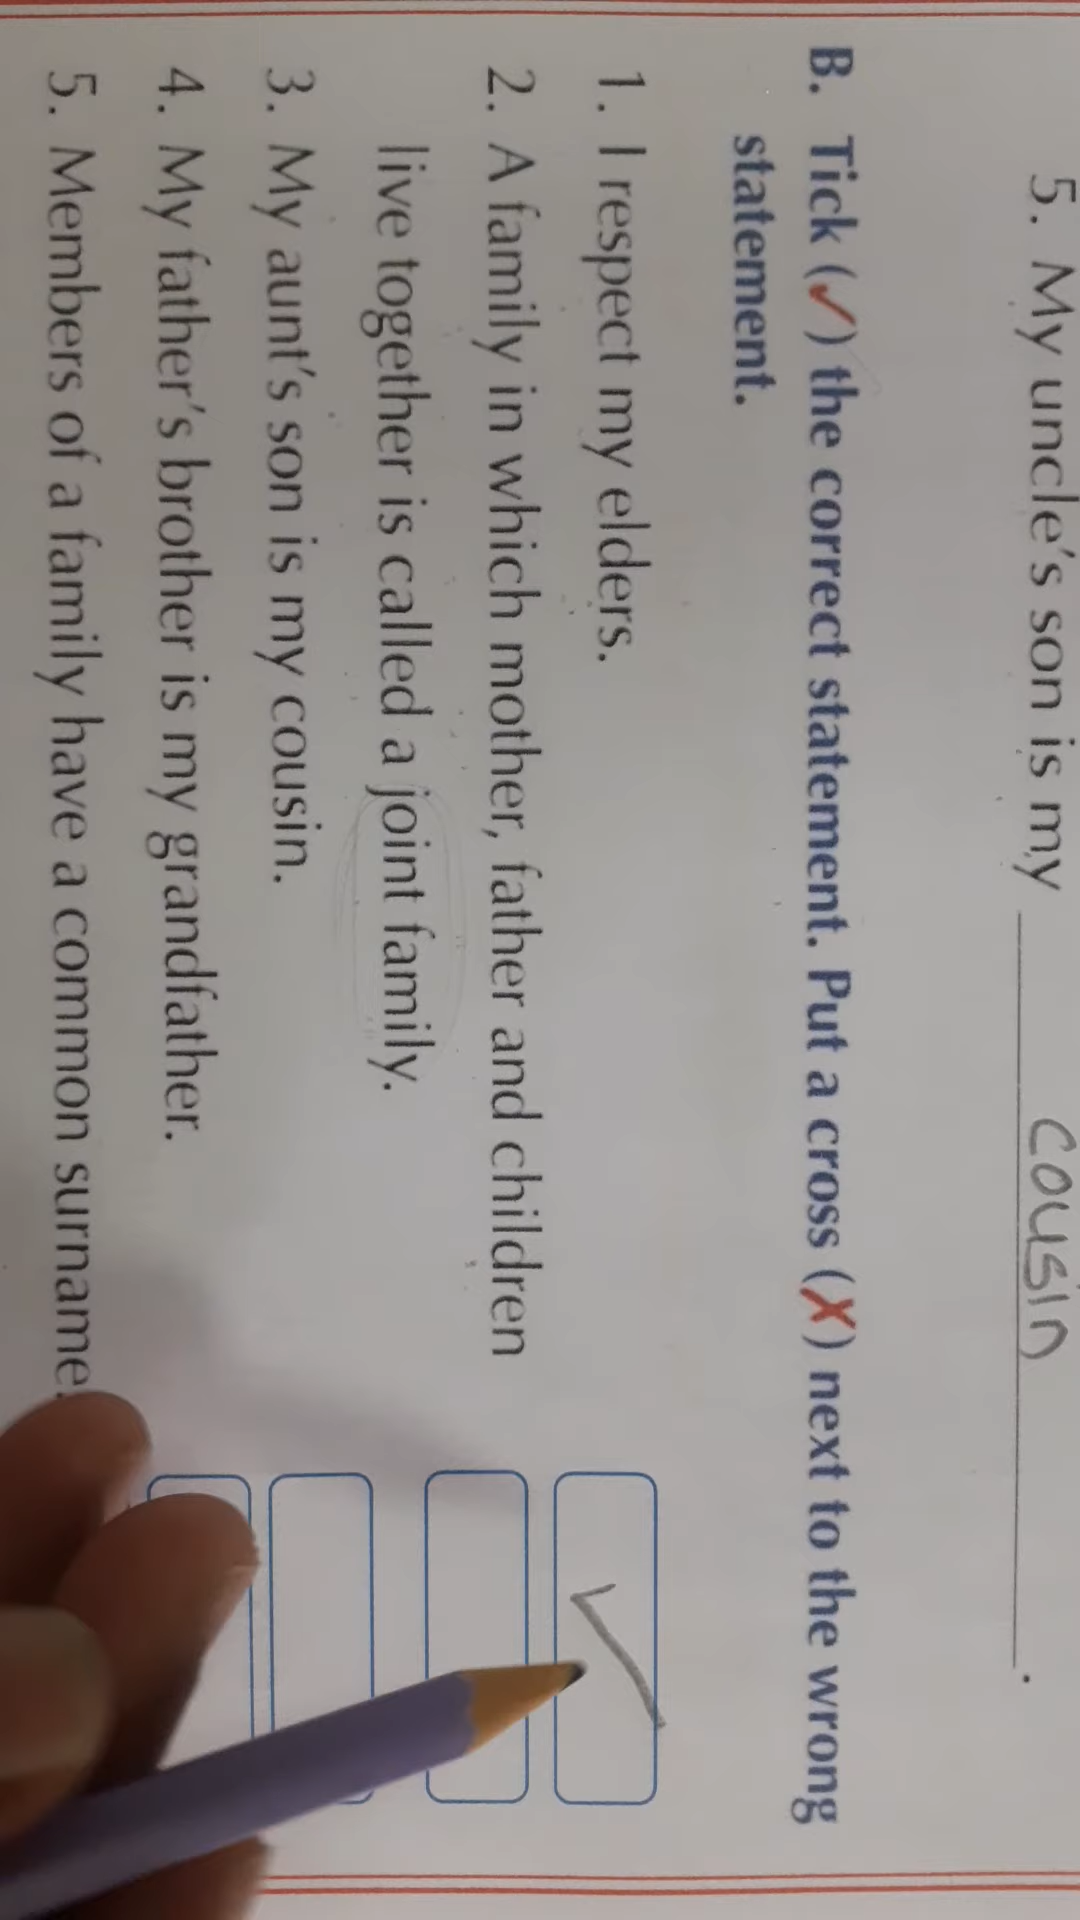 5. My uncle's son is my cousin.
B. Tick (✓) the correct statement. Put a cross (✗) next to the wrong
statement.
1. I respect my elders. ✓
2. A family in which mother, father and children
live together is called a joint family.
3. My aunt's son is my cousin.
4. My father's brother is my grandfather.
5. Members of a family have a common surname.